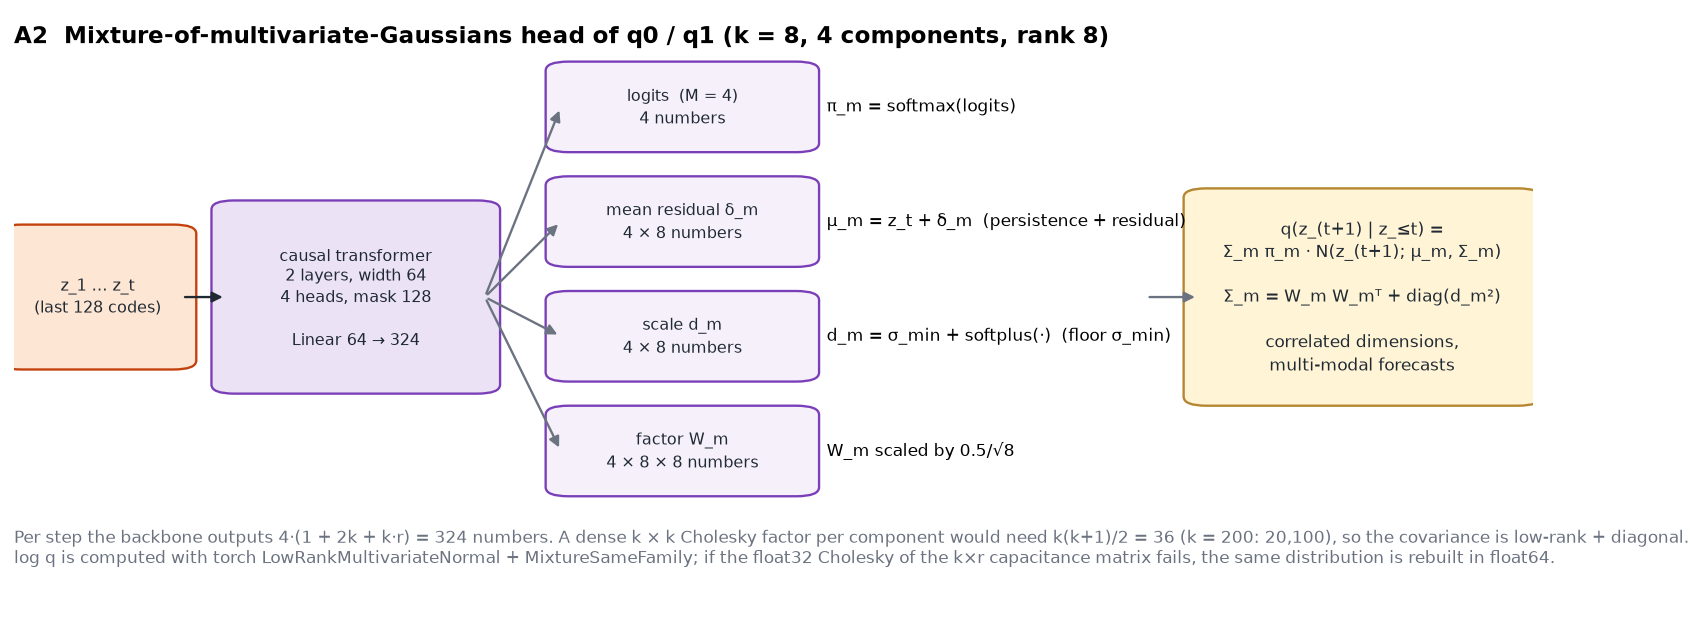 A2  Mixture-of-multivariate-Gaussians head of q0 / q1 (k = 8, 4 components, rank 8)
z_1 … z_t
(last 128 codes)
causal transformer
2 layers, width 64
4 heads, mask 128
Linear 64 → 324
logits  (M = 4)
4 numbers
π_m = softmax(logits)
mean residual δ_m
4 × 8 numbers
μ_m = z_t + δ_m  (persistence + residual)
scale d_m
4 × 8 numbers
d_m = σ_min + softplus(·)  (floor σ_min)
factor W_m
4 × 8 × 8 numbers
W_m scaled by 0.5/√8
q(z_(t+1) | z_≤t) =
Σ_m π_m · N(z_(t+1); μ_m, Σ_m)
Σ_m = W_m W_mᵀ + diag(d_m²)
correlated dimensions,
multi-modal forecasts
Per step the backbone outputs 4·(1 + 2k + k·r) = 324 numbers. A dense k × k Cholesky factor per component would need k(k+1)/2 = 36 (k = 200: 20,100), so the covariance is low-rank + diagonal.
log q is computed with torch LowRankMultivariateNormal + MixtureSameFamily; if the float32 Cholesky of the k×r capacitance matrix fails, the same distribution is rebuilt in float64.